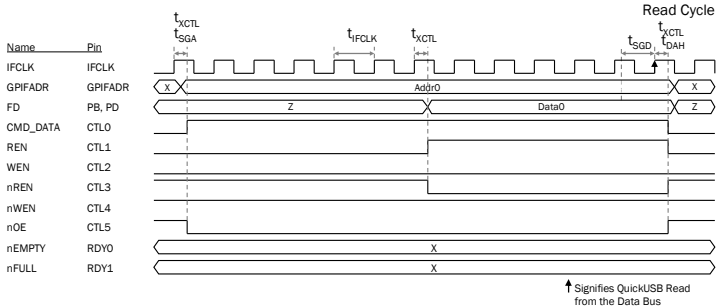 Read Cycle
tXCTL
tSGA
tIFCLK
tXCTL
tSGD
tXCTL
tDAH
Name Pin
IFCLK IFCLK
GPIFADR GPIFADR X Addr0 X
FD PB, PD Z Data0 Z
CMD_DATA CTL0
REN CTL1
WEN CTL2
nREN CTL3
nWEN CTL4
nOE CTL5
nEMPTY RDY0 X
nFULL RDY1 X
Signifies QuickUSB Read
from the Data Bus